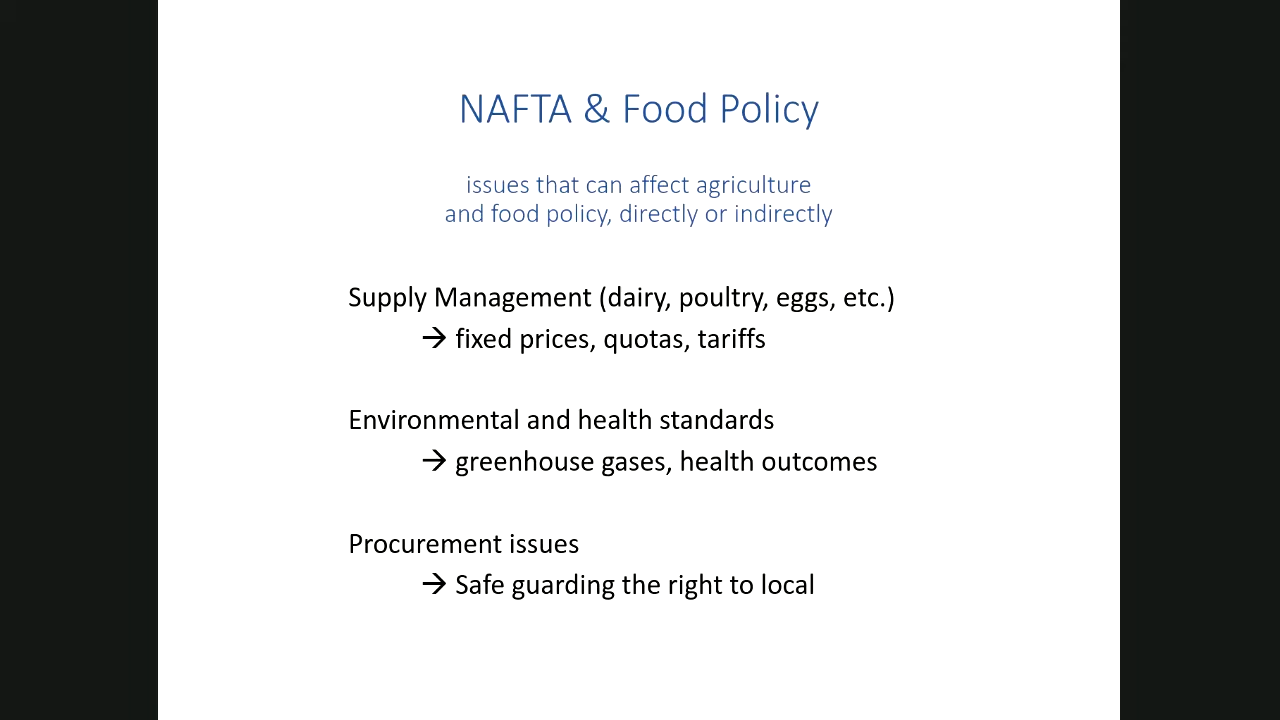 NAFTA & Food Policy
issues that can affect agriculture
and food policy, directly or indirectly
Supply Management (dairy, poultry, eggs, etc.)
→ fixed prices, quotas, tariffs
Environmental and health standards
→ greenhouse gases, health outcomes
Procurement issues
→ Safe guarding the right to local